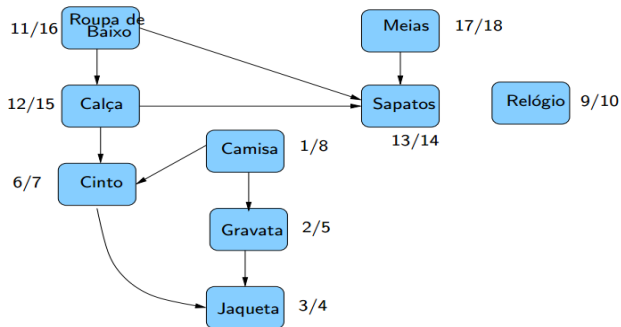 11/16
Roupa de
Baixo
Meias
17/18
12/15
Calça
Sapatos
13/14
Relógio
9/10
Camisa
1/8
6/7
Cinto
Gravata
2/5
Jaqueta
3/4